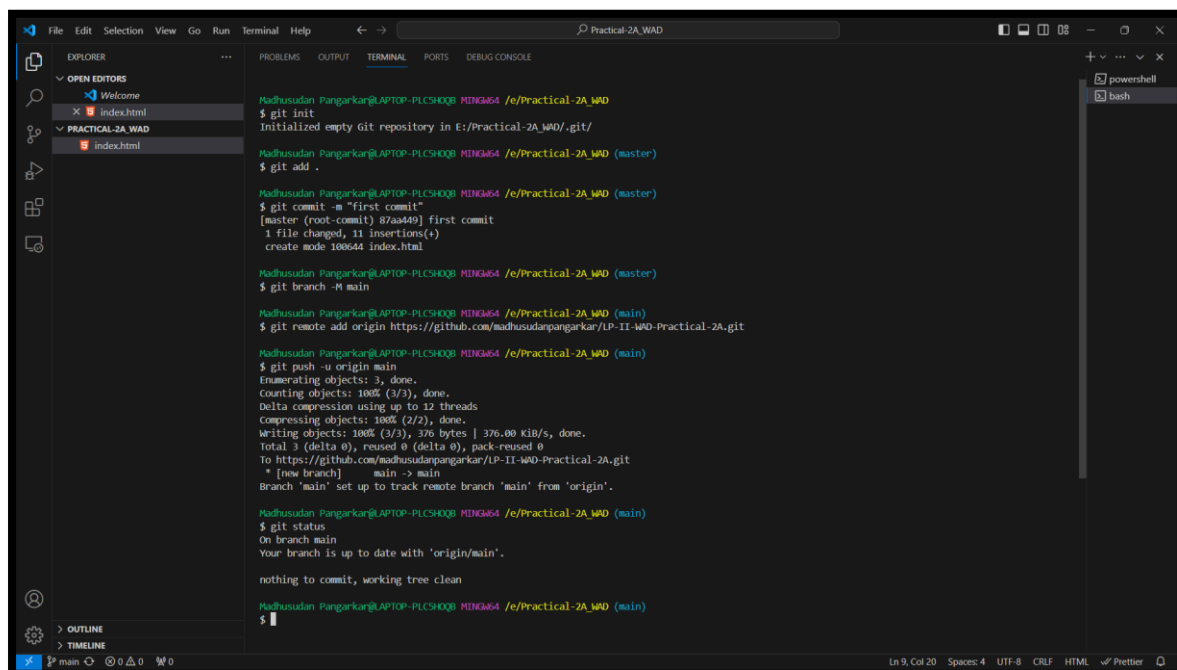 File Edit Selection View Go Run Terminal Help
Practical-2A_WAD
EXPLORER
OPEN EDITORS
Welcome
index.html
PRACTICAL-2A_WAD
index.html
OUTLINE
TIMELINE
PROBLEMS OUTPUT TERMINAL PORTS DEBUG CONSOLE
Madhusudan Pangarkar@LAPTOP-PLC5HOQB MINGW64 /e/Practical-2A_WAD
$ git init
Initialized empty Git repository in E:/Practical-2A_WAD/.git/
Madhusudan Pangarkar@LAPTOP-PLC5HOQB MINGW64 /e/Practical-2A_WAD (master)
$ git add .
Madhusudan Pangarkar@LAPTOP-PLC5HOQB MINGW64 /e/Practical-2A_WAD (master)
$ git commit -m "first commit"
[master (root-commit) 87aa449] first commit
1 file changed, 11 insertions(+)
create mode 100644 index.html
Madhusudan Pangarkar@LAPTOP-PLC5HOQB MINGW64 /e/Practical-2A_WAD (master)
$ git branch -M main
Madhusudan Pangarkar@LAPTOP-PLC5HOQB MINGW64 /e/Practical-2A_WAD (main)
$ git remote add origin https://github.com/madhusudanpangarkar/LP-II-WAD-Practical-2A.git
Madhusudan Pangarkar@LAPTOP-PLC5HOQB MINGW64 /e/Practical-2A_WAD (main)
$ git push -u origin main
Enumerating objects: 3, done.
Counting objects: 100% (3/3), done.
Delta compression using up to 12 threads
Compressing objects: 100% (2/2), done.
Writing objects: 100% (3/3), 376 bytes | 376.00 KiB/s, done.
Total 3 (delta 0), reused 0 (delta 0), pack-reused 0
To https://github.com/madhusudanpangarkar/LP-II-WAD-Practical-2A.git
* [new branch] main -> main
Branch 'main' set up to track remote branch 'main' from 'origin'.
Madhusudan Pangarkar@LAPTOP-PLC5HOQB MINGW64 /e/Practical-2A_WAD (main)
$ git status
On branch main
Your branch is up to date with 'origin/main'.
nothing to commit, working tree clean
Madhusudan Pangarkar@LAPTOP-PLC5HOQB MINGW64 /e/Practical-2A_WAD (main)
$
powershell
bash
main 0 0 0 Ln 9, Col 20 Spaces: 4 UTF-8 CRLF HTML Prettier